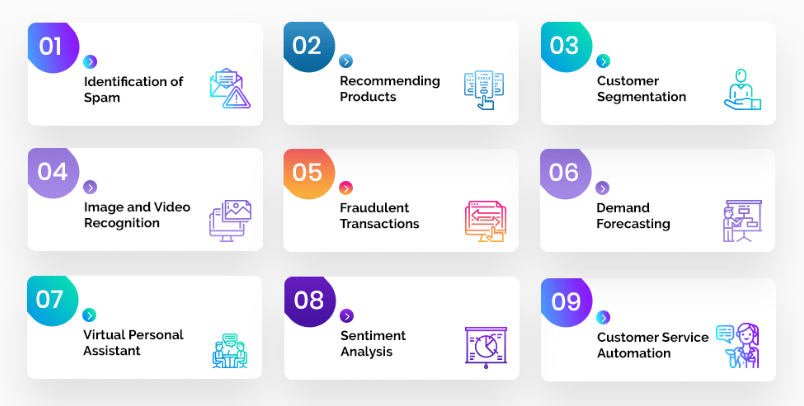 01
Identification of
Spam
02
Recommending
Products
03
Customer
Segmentation
04
Image and Video
Recognition
05
Fraudulent
Transactions
06
Demand
Forecasting
07
Virtual Personal
Assistant
08
Sentiment
Analysis
09
Customer Service
Automation